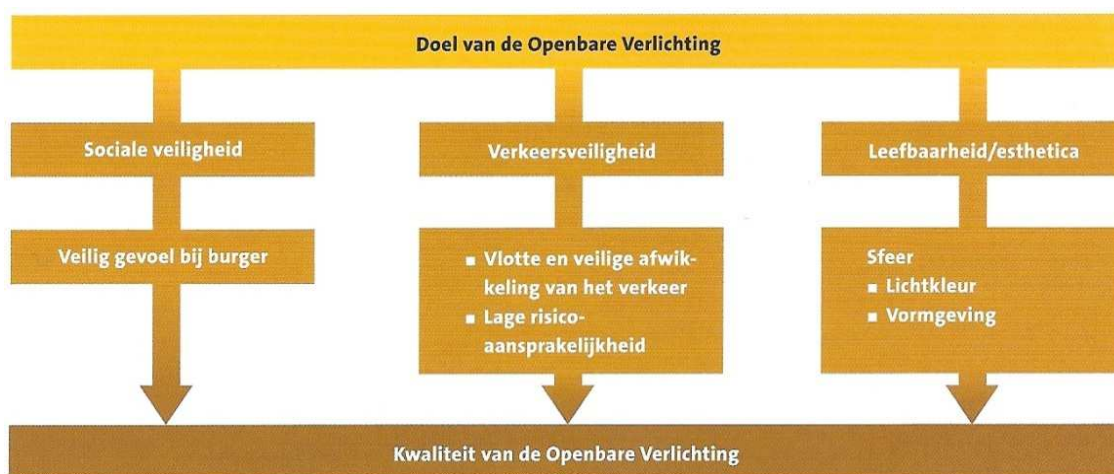 Doel van de Openbare Verlichting
Sociale veiligheid
Verkeersveiligheid
Leefbaarheid/esthetica
Veilig gevoel bij burger
▪ Vlotte en veilige afwik-
keling van het verkeer
▪ Lage risico-
aansprakelijkheid
Sfeer
▪ Lichtkleur
▪ Vormgeving
Kwaliteit van de Openbare Verlichting